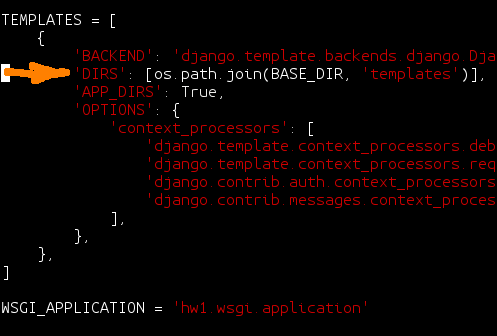 TEMPLATES = [
    {
        'BACKEND': 'django.template.backends.django.Dja
        'DIRS': [os.path.join(BASE_DIR, 'templates')],
        'APP_DIRS': True,
        'OPTIONS': {
            'context_processors': [
                'django.template.context_processors.deb
                'django.template.context_processors.req
                'django.contrib.auth.context_processors
                'django.contrib.messages.context_proces
            ],
        },
    },
]
WSGI_APPLICATION = 'hw1.wsgi.application'